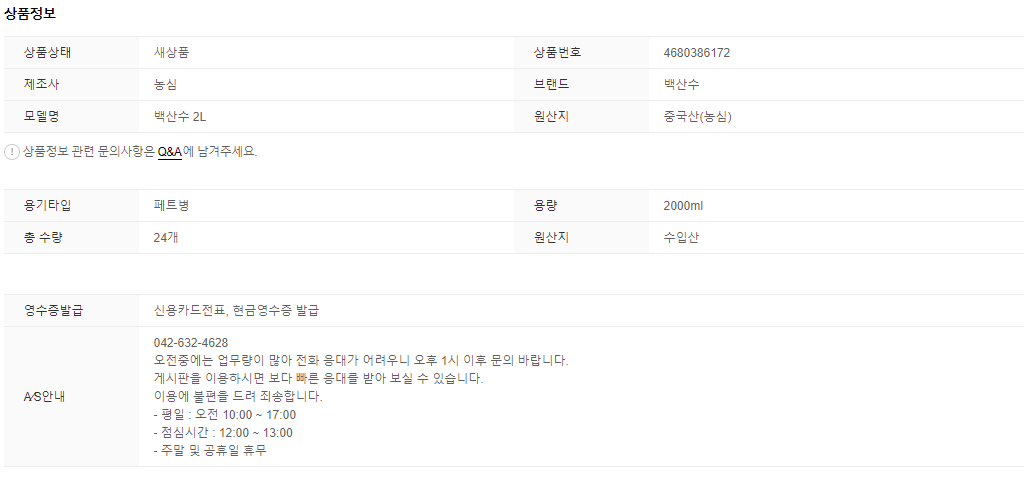 상품정보
상품상태 새상품 상품번호 4680386172
제조사 농심 브랜드 백산수
모델명 백산수 2L 원산지 중국산(농심)
! 상품정보 관련 문의사항은 Q&A에 남겨주세요.
용기타입 페트병 용량 2000ml
총 수량 24개 원산지 수입산
영수증발급 신용카드전표, 현금영수증 발급
A/S안내
042-632-4628
오전중에는 업무량이 많아 전화 응대가 어려우니 오후 1시 이후 문의 바랍니다.
게시판을 이용하시면 보다 빠른 응대를 받아 보실 수 있습니다.
이용에 불편을 드려 죄송합니다.
- 평일 : 오전 10:00 ~ 17:00
- 점심시간 : 12:00 ~ 13:00
- 주말 및 공휴일 휴무